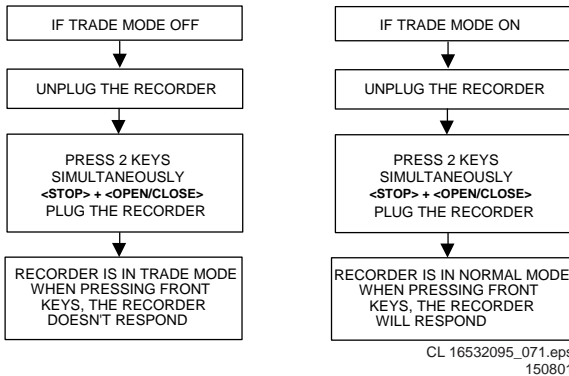 IF TRADE MODE OFF
UNPLUG THE RECORDER
PRESS 2 KEYS
SIMULTANEOUSLY
<STOP> + <OPEN/CLOSE>
PLUG THE RECORDER
RECORDER IS IN TRADE MODE
WHEN PRESSING FRONT
KEYS, THE RECORDER
DOESN'T RESPOND
IF TRADE MODE ON
UNPLUG THE RECORDER
PRESS 2 KEYS
SIMULTANEOUSLY
<STOP> + <OPEN/CLOSE>
PLUG THE RECORDER
RECORDER IS IN NORMAL MODE
WHEN PRESSING FRONT
KEYS, THE RECORDER
WILL RESPOND
CL 16532095_071.eps
150801